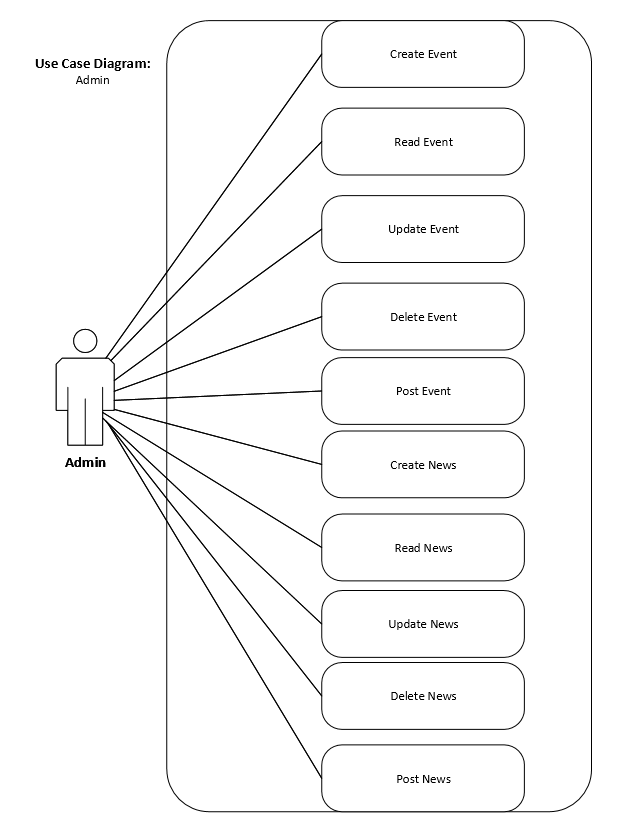 Use Case Diagram:
Admin
Create Event
Read Event
Update Event
Delete Event
Post Event
Create News
Read News
Update News
Delete News
Post News
Admin